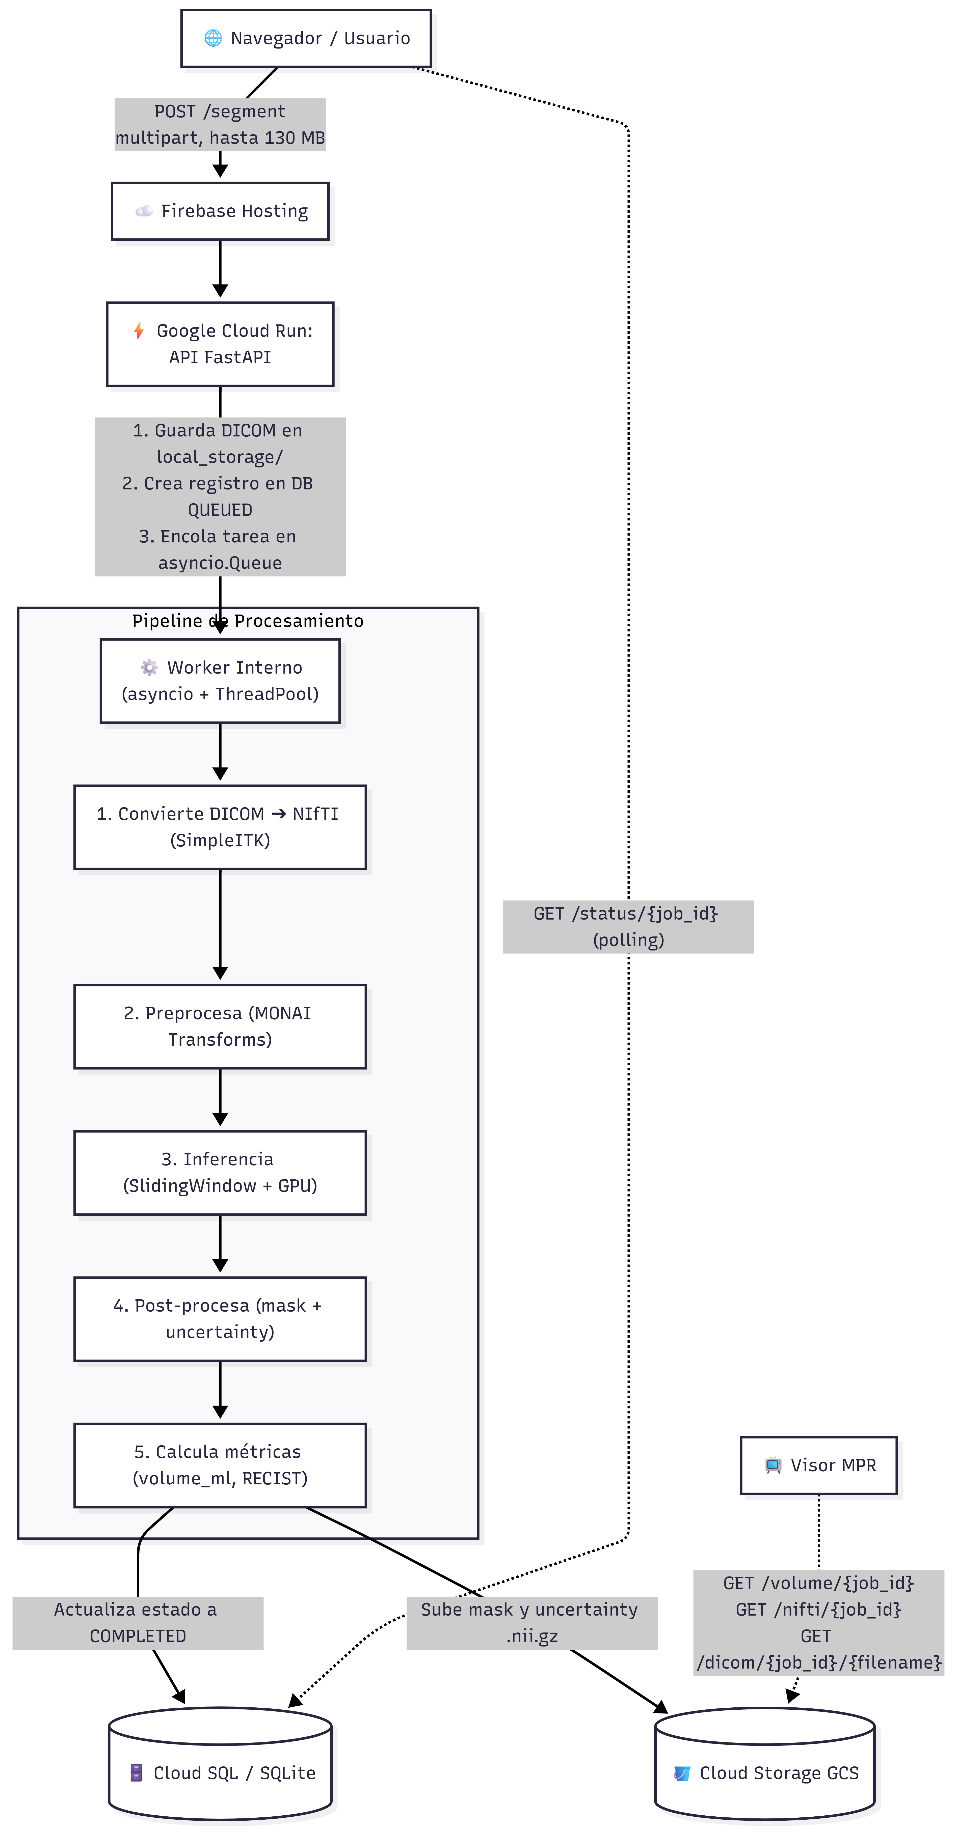 Navegador / Usuario
POST /segment
multipart, hasta 130 MB
Firebase Hosting
Google Cloud Run:
API FastAPI
1. Guarda DICOM en
local_storage/
2. Crea registro en DB
QUEUED
3. Encola tarea en
asyncio.Queue
Pipeline de Procesamiento
Worker Interno
(asyncio + ThreadPool)
1. Convierte DICOM ➔ NIfTI
(SimpleITK)
GET /status/{job_id}
(polling)
2. Preprocesa (MONAI
Transforms)
3. Inferencia
(SlidingWindow + GPU)
4. Post-procesa (mask +
uncertainty)
5. Calcula métricas
(volume_ml, RECIST)
Visor MPR
Actualiza estado a
COMPLETED
Sube mask y uncertainty
.nii.gz
GET /volume/{job_id}
GET /nifti/{job_id}
GET
/dicom/{job_id}/{filename}
Cloud SQL / SQLite
Cloud Storage GCS